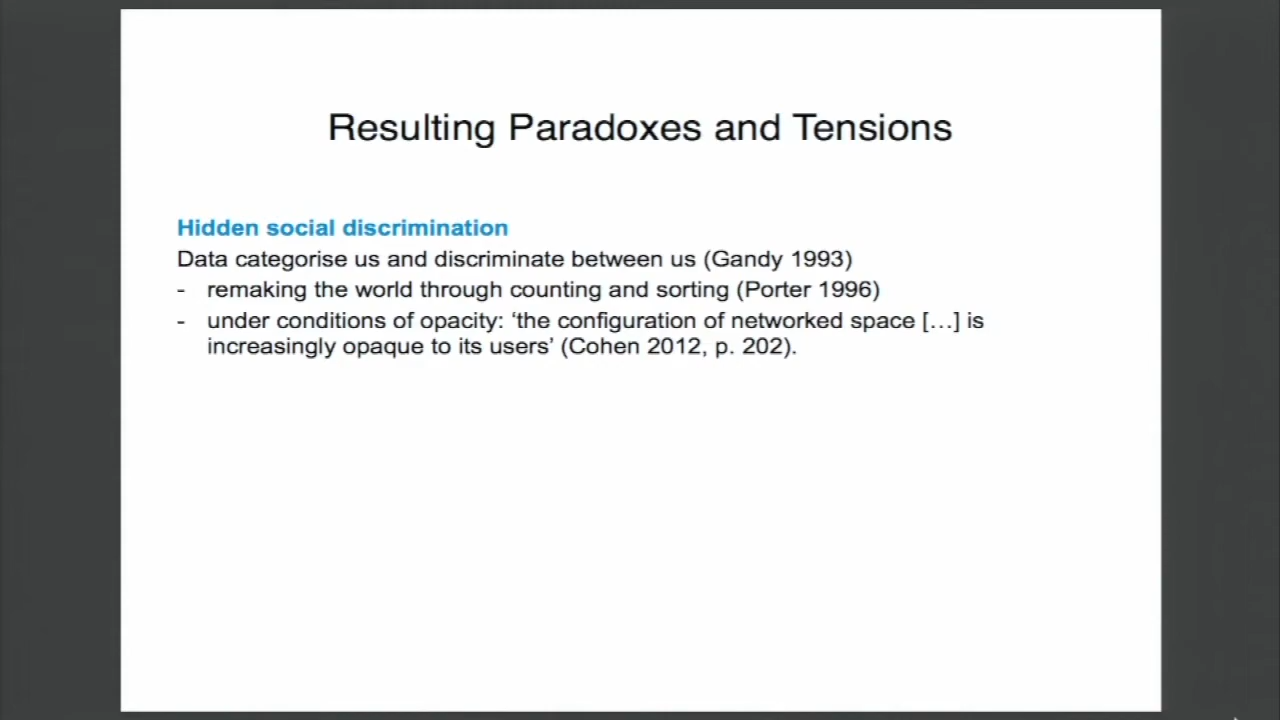 Resulting Paradoxes and Tensions
Hidden social discrimination
Data categorise us and discriminate between us (Gandy 1993)
- remaking the world through counting and sorting (Porter 1996)
- under conditions of opacity: ‘the configuration of networked space […] is
increasingly opaque to its users’ (Cohen 2012, p. 202).